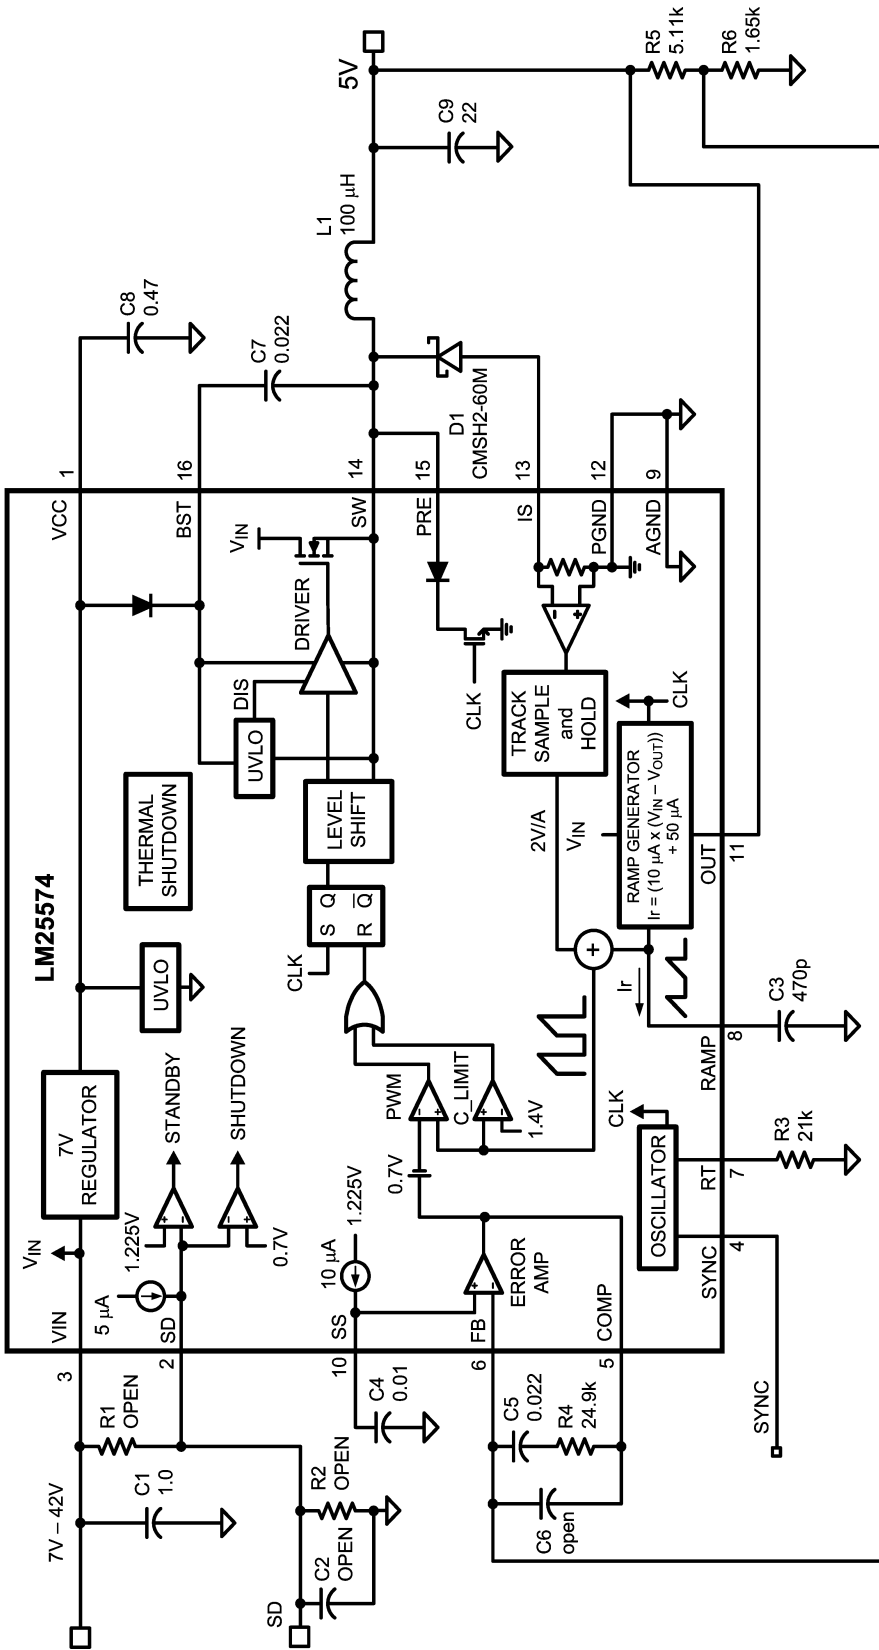 LM25574
7V – 42V
VIN
3
VIN
7V
REGULATOR
UVLO
THERMAL
SHUTDOWN
VCC
1
C8
0.47
C1
1.0
R1
OPEN
5 µA
SD
2
1.225V
STANDBY
SHUTDOWN
0.7V
SD
C2
OPEN
R2
OPEN
UVLO
DIS
BST
16
C7
0.022
VIN
DRIVER
LEVEL
SHIFT
SW
14
L1
100 µH
5V
C9
22
CLK
S Q
R Q
10 µA
1.225V
SS
10
C4
0.01
PRE
15
CLK
D1
CMSH2-60M
0.7V
PWM
C_LIMIT
1.4V
FB
6
ERROR
AMP
COMP
5
C5
0.022
R4
24.9k
C6
open
TRACK
SAMPLE
and
HOLD
2V/A
IS
13
PGND
12
AGND
9
VIN
CLK
RAMP GENERATOR
Ir = (10 µA x (VIN – VOUT))
+ 50 µA
Ir
OUT
11
R5
5.11k
R6
1.65k
OSCILLATOR
CLK
SYNC
4
SYNC
RT
7
R3
21k
RAMP
8
C3
470p